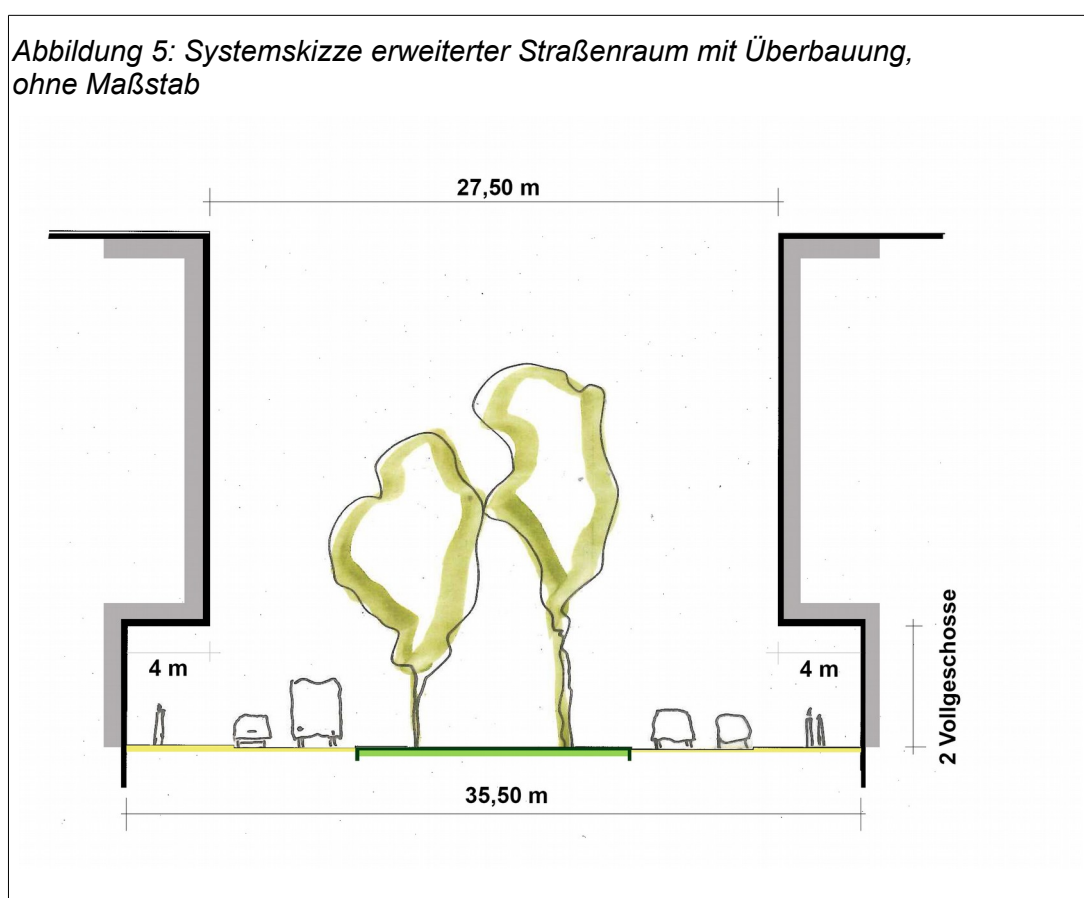 Abbildung 5: Systemskizze erweiterter Straßenraum mit Überbauung,
ohne Maßstab
27,50 m
4 m
4 m
2 Vollgeschosse
35,50 m